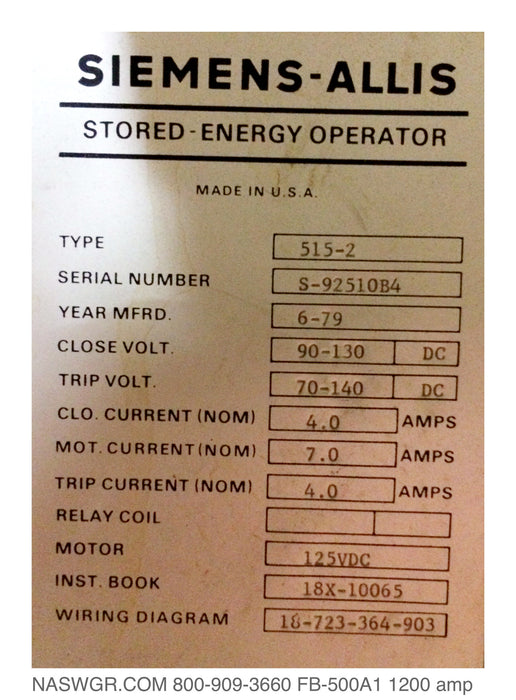 SIEMENS-ALLIS
STORED-ENERGY OPERATOR
MADE IN U.S.A.
TYPE 515-2
SERIAL NUMBER S-92510B4
YEAR MFRD. 6-79
CLOSE VOLT. 90-130 DC
TRIP VOLT. 70-140 DC
CLO. CURRENT (NOM) 4.0 AMPS
MOT. CURRENT (NOM) 7.0 AMPS
TRIP CURRENT (NOM) 4.0 AMPS
RELAY COIL
MOTOR 125VDC
INST. BOOK 18X-10065
WIRING DIAGRAM 18-723-364-903
NASWGR.COM 800-909-3660 FB-500A1 1200 amp